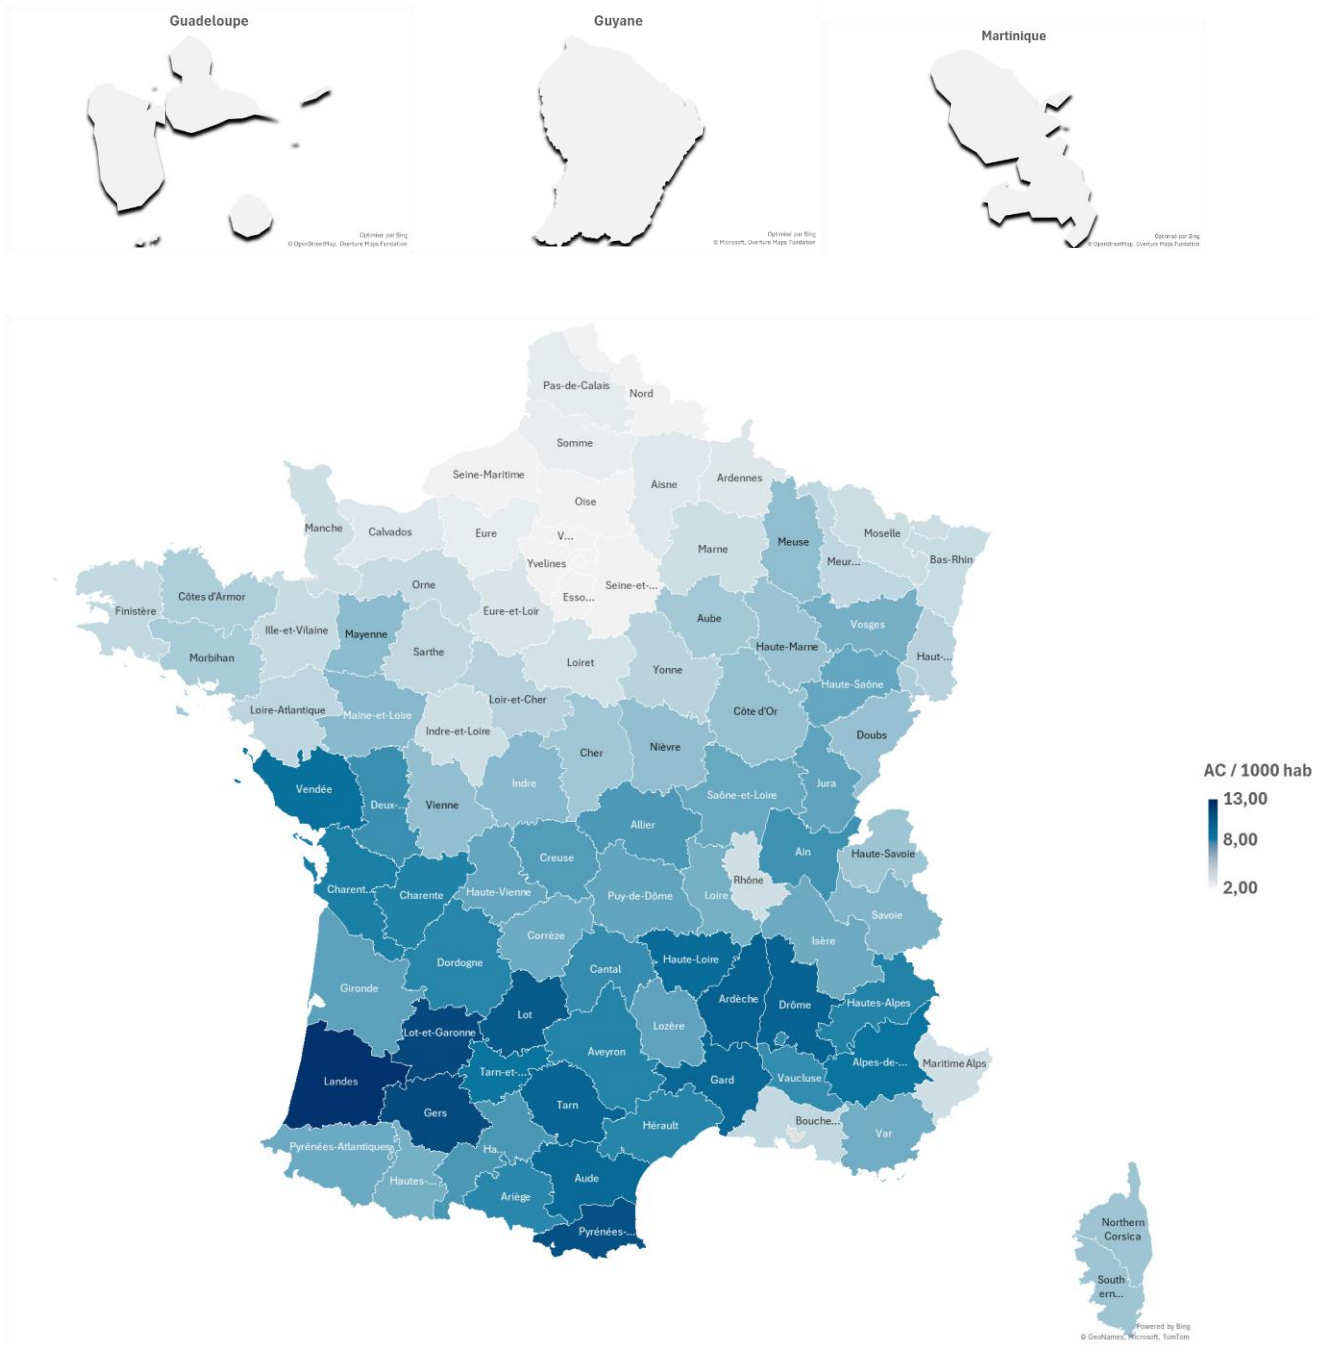 Guadeloupe
Guyane
Martinique
Optimisé par Bing
© OpenStreetMap, Overture Maps Fundation
Optimisé par Bing
© Microsoft, Overture Maps Fundation
Optimisé par Bing
© OpenStreetMap, Overture Maps Fundation
Pas-de-Calais
Nord
Somme
Seine-Maritime
Oise
Aisne
Ardennes
Manche
Calvados
Eure
V...
Yvelines
Esso...
Seine-et-...
Marne
Meuse
Meur...
Moselle
Bas-Rhin
Finistère
Côtes d'Armor
Morbihan
Ille-et-Vilaine
Mayenne
Orne
Sarthe
Eure-et-Loir
Loiret
Yonne
Aube
Haute-Marne
Vosges
Haut-...
Haute-Saône
Loire-Atlantique
Maine-et-Loire
Indre-et-Loire
Loir-et-Cher
Cher
Nièvre
Côte d'Or
Doubs
Vendée
Deux-...
Vienne
Indre
Allier
Saône-et-Loire
Jura
AC / 1000 hab
13,00
8,00
2,00
Charent...
Charente
Haute-Vienne
Creuse
Puy-de-Dôme
Loire
Rhône
Ain
Haute-Savoie
Savoie
Isère
Gironde
Dordogne
Corrèze
Cantal
Haute-Loire
Ardèche
Drôme
Hautes-Alpes
Landes
Lot-et-Garonne
Lot
Aveyron
Lozère
Gard
Vaucluse
Alpes-de-...
Maritime Alps
Gers
Tarn-et-...
Tarn
Hérault
Bouche...
Var
Pyrénées-Atlantiques
Hautes-...
Ha...
Ariège
Aude
Pyrénées-...
Northern
Corsica
South
ern...
Powered by Bing
© GeoNames, Microsoft, TomTom